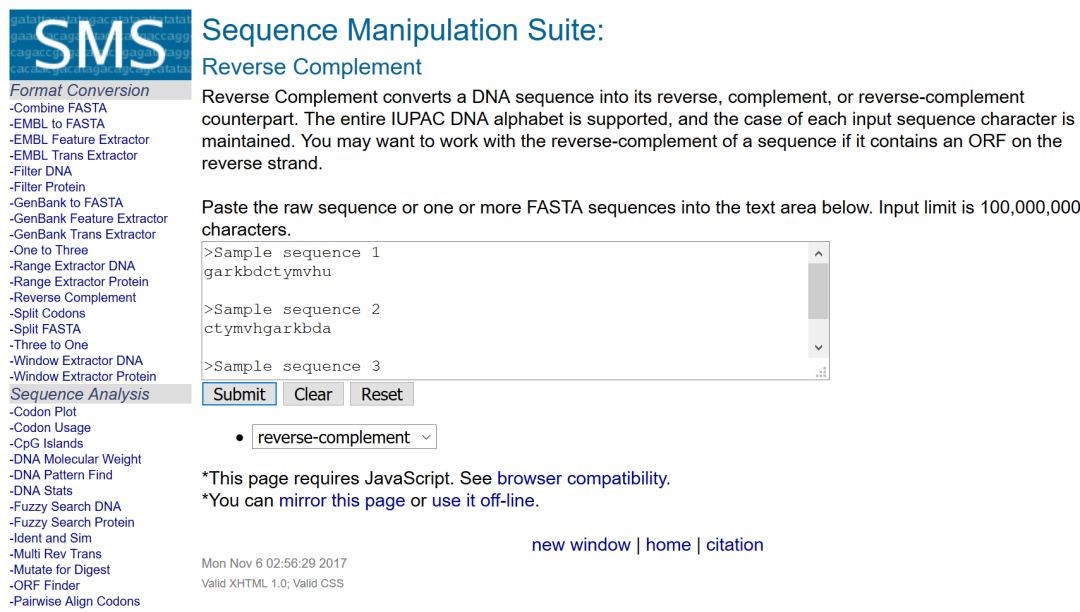 SMS
Format Conversion
-Combine FASTA
-EMBL to FASTA
-EMBL Feature Extractor
-EMBL Trans Extractor
-Filter DNA
-Filter Protein
-GenBank to FASTA
-GenBank Feature Extractor
-GenBank Trans Extractor
-One to Three
-Range Extractor DNA
-Range Extractor Protein
-Reverse Complement
-Split Codons
-Split FASTA
-Three to One
-Window Extractor DNA
-Window Extractor Protein
Sequence Analysis
-Codon Plot
-Codon Usage
-CpG Islands
-DNA Molecular Weight
-DNA Pattern Find
-DNA Stats
-Fuzzy Search DNA
-Fuzzy Search Protein
-Ident and Sim
-Multi Rev Trans
-Mutate for Digest
-ORF Finder
-Pairwise Align Codons
Sequence Manipulation Suite:
Reverse Complement
Reverse Complement converts a DNA sequence into its reverse, complement, or reverse-complement
counterpart. The entire IUPAC DNA alphabet is supported, and the case of each input sequence character is
maintained. You may want to work with the reverse-complement of a sequence if it contains an ORF on the
reverse strand.
Paste the raw sequence or one or more FASTA sequences into the text area below. Input limit is 100,000,000
characters.
>Sample sequence 1
garkbdctymvhu
>Sample sequence 2
ctymvhgarkbda
>Sample sequence 3
Submit Clear Reset
reverse-complement
*This page requires JavaScript. See browser compatibility.
*You can mirror this page or use it off-line.
new window | home | citation
Mon Nov 6 02:56:29 2017
Valid XHTML 1.0; Valid CSS